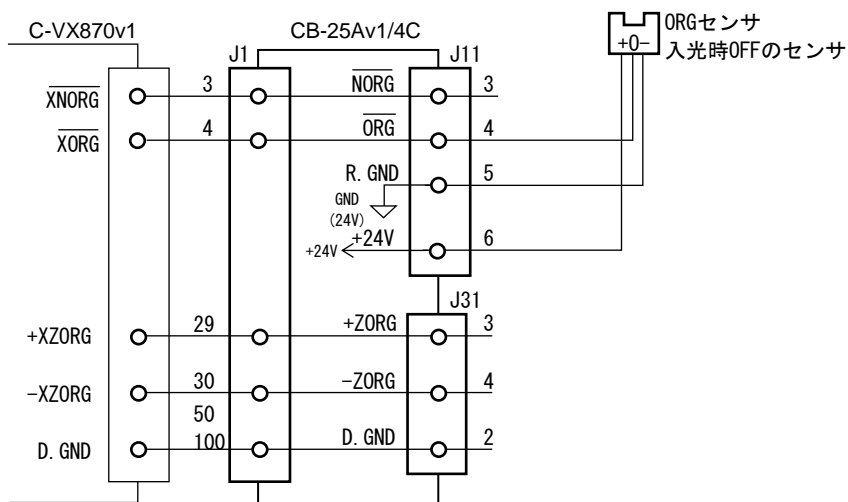 C-VX870v1
CB-25Av1/4C
ORGセンサ
+O-
入光時OFFのセンサ
J1
J11
XNORG
3
NORG
3
XORG
4
ORG
4
R.GND
5
GND
(24V)
+24V
+24V
6
J31
+XZORG
29
+ZORG
3
-XZORG
30
-ZORG
4
50
D.GND
100
D.GND
2